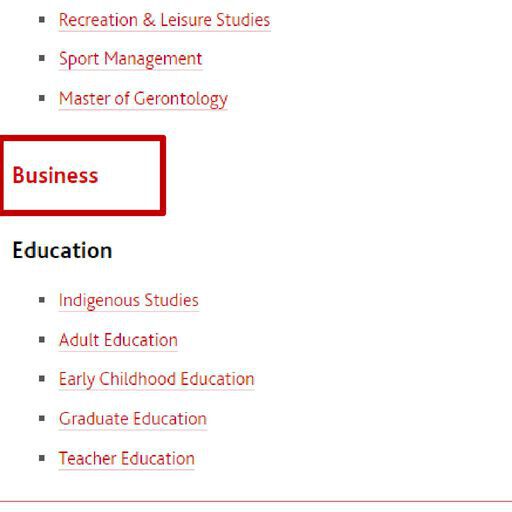 Recreation & Leisure Studies
Sport Management
Master of Gerontology
Business
Education
Indigenous Studies
Adult Education
Early Childhood Education
Graduate Education
Teacher Education